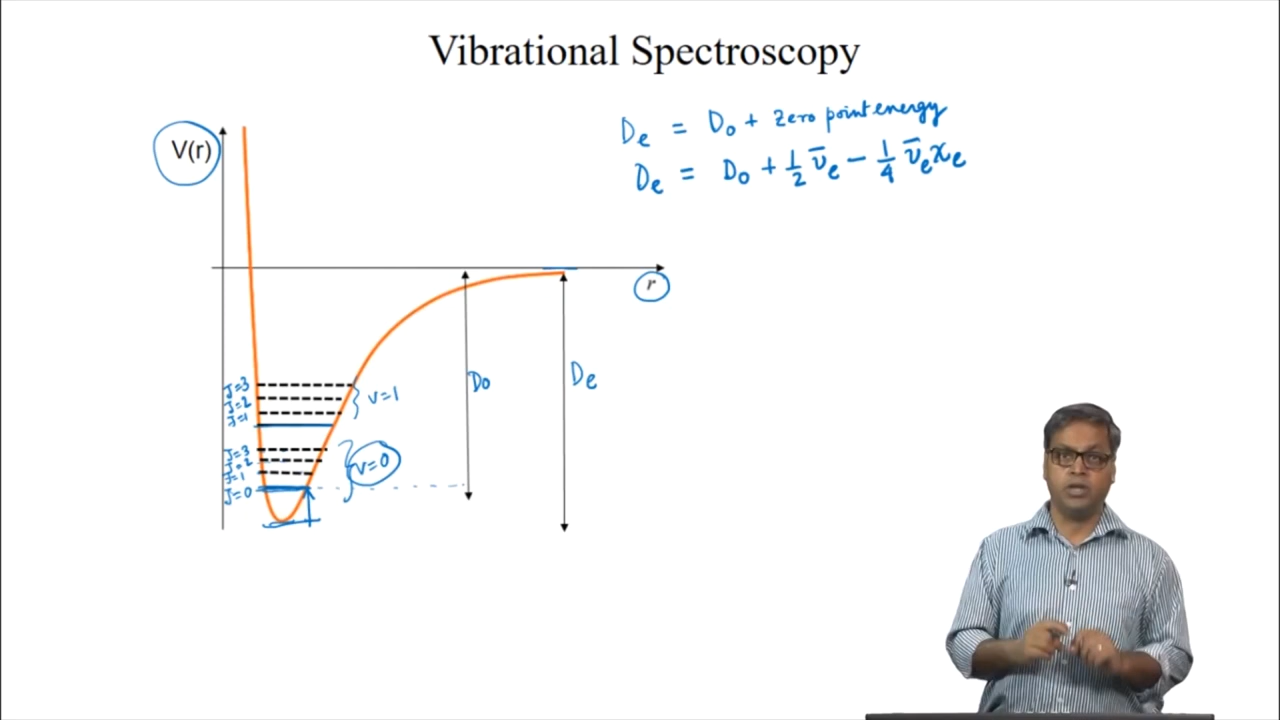 Vibrational Spectroscopy
De = D0 + Zero point energy
De = D0 + 1/2 ν̄e − 1/4 ν̄e xe
V(r)
r
D0
De
J=3
J=2
J=1
V=1
J=3
J=2
J=1
J=0
V=0